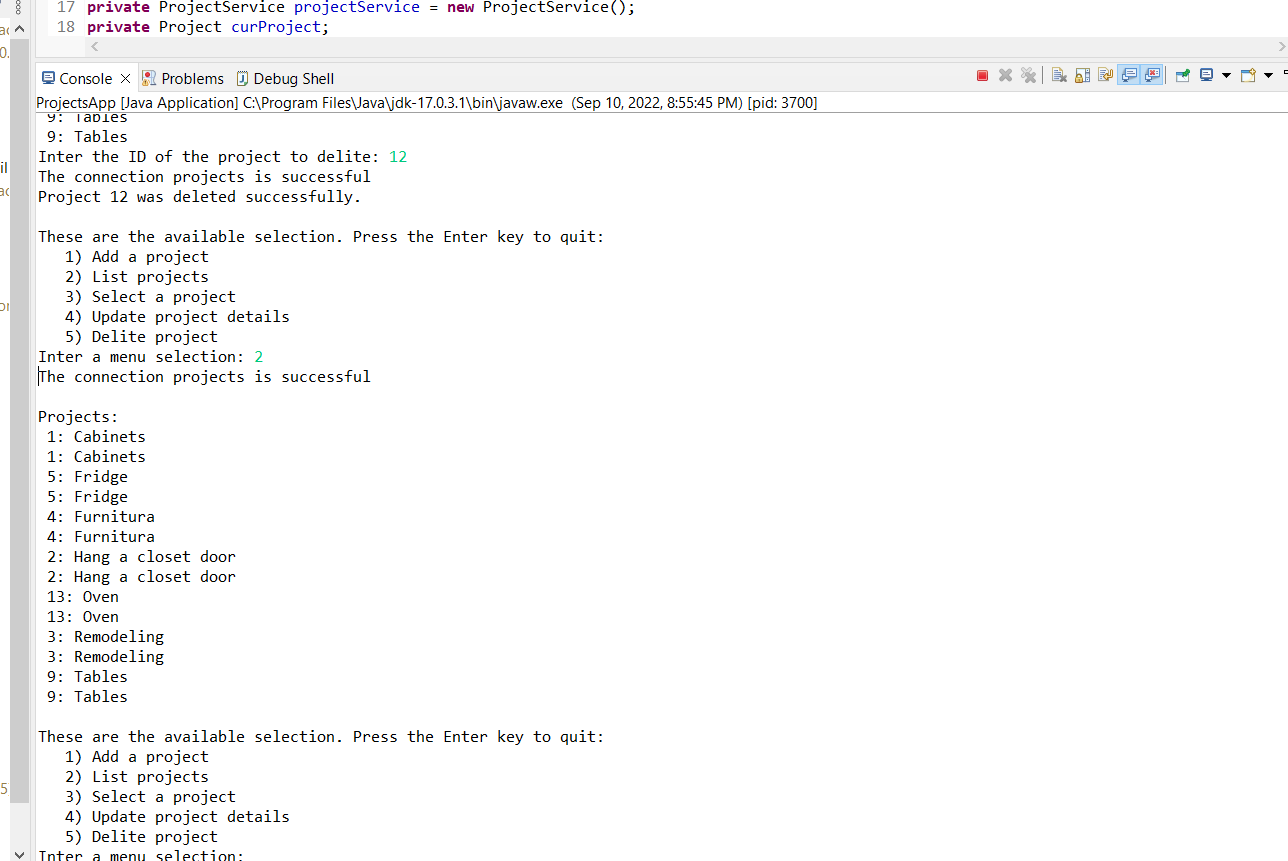 17 private ProjectService projectService = new ProjectService();
18 private Project curProject;
Console Problems Debug Shell
ProjectsApp [Java Application] C:\Program Files\Java\jdk-17.0.3.1\bin\javaw.exe (Sep 10, 2022, 8:55:45 PM) [pid: 3700]
9: Tables
9: Tables
Inter the ID of the project to delite: 12
The connection projects is successful
Project 12 was deleted successfully.
These are the available selection. Press the Enter key to quit:
1) Add a project
2) List projects
3) Select a project
4) Update project details
5) Delite project
Inter a menu selection: 2
The connection projects is successful
Projects:
1: Cabinets
1: Cabinets
5: Fridge
5: Fridge
4: Furnitura
4: Furnitura
2: Hang a closet door
2: Hang a closet door
13: Oven
13: Oven
3: Remodeling
3: Remodeling
9: Tables
9: Tables
These are the available selection. Press the Enter key to quit:
1) Add a project
2) List projects
3) Select a project
4) Update project details
5) Delite project
Inter a menu selection: